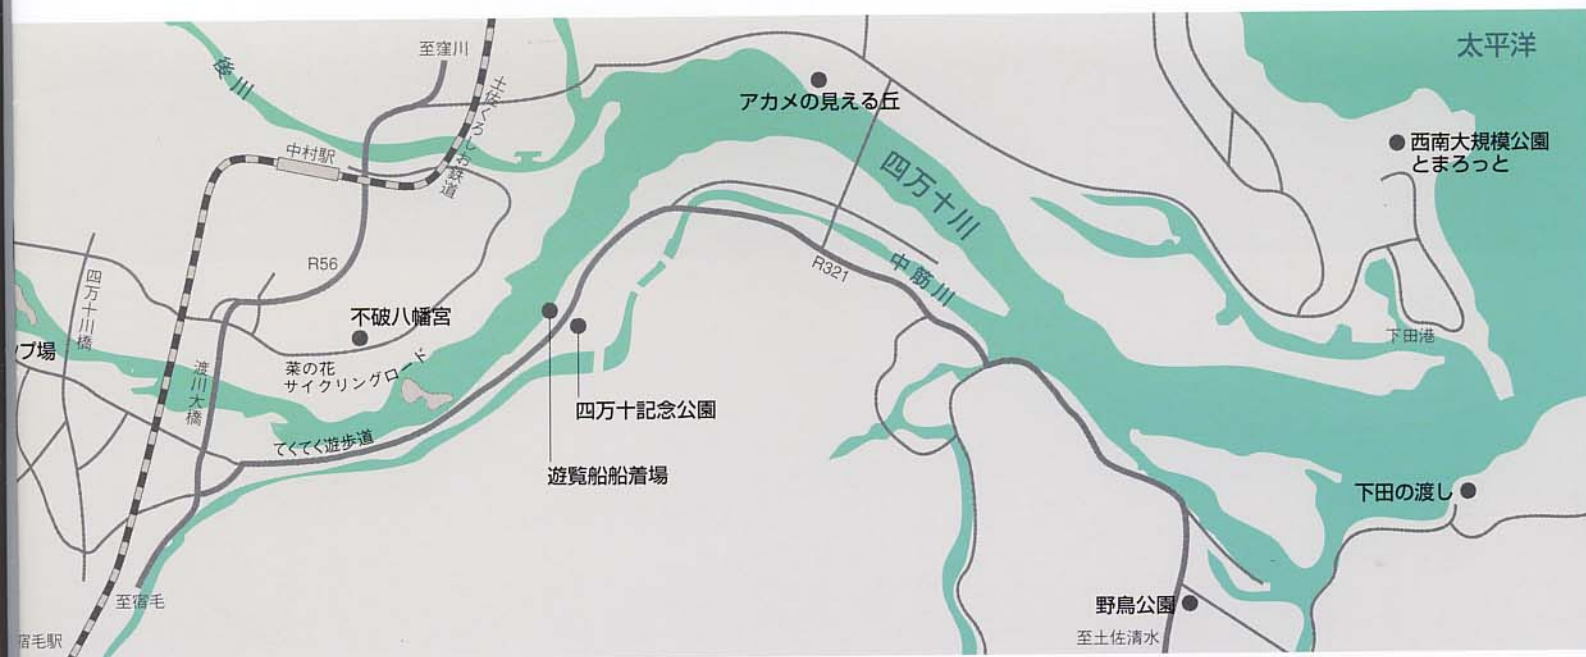 太平洋
至窪川
後川
土佐くろしお鉄道
アカメの見える丘
西南大規模公園
とまろっと
中村駅
四万十川
R56
R321
中筋川
四万十川橋
不破八幡宮
下田港
プ場
渡川大橋
菜の花
サイクリングロード
四万十記念公園
てくてく遊歩道
遊覧船船着場
下田の渡し
至宿毛
野鳥公園
至土佐清水
宿毛駅